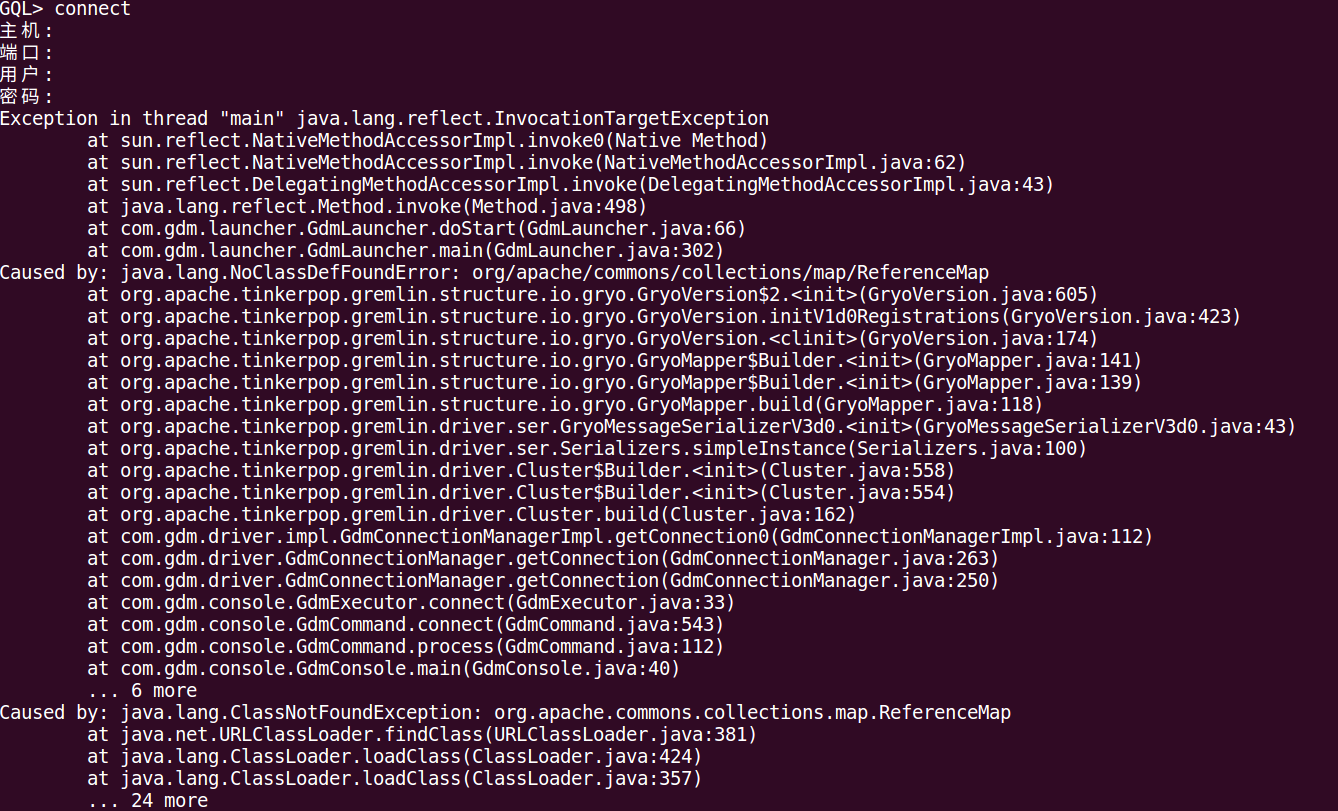 GQL> connect
主机:
端口:
用户:
密码:
Exception in thread "main" java.lang.reflect.InvocationTargetException
at sun.reflect.NativeMethodAccessorImpl.invoke0(Native Method)
at sun.reflect.NativeMethodAccessorImpl.invoke(NativeMethodAccessorImpl.java:62)
at sun.reflect.DelegatingMethodAccessorImpl.invoke(DelegatingMethodAccessorImpl.java:43)
at java.lang.reflect.Method.invoke(Method.java:498)
at com.gdm.launcher.GdmLauncher.doStart(GdmLauncher.java:66)
at com.gdm.launcher.GdmLauncher.main(GdmLauncher.java:302)
Caused by: java.lang.NoClassDefFoundError: org/apache/commons/collections/map/ReferenceMap
at org.apache.tinkerpop.gremlin.structure.io.gryo.GryoVersion$2.<init>(GryoVersion.java:605)
at org.apache.tinkerpop.gremlin.structure.io.gryo.GryoVersion.initV1d0Registrations(GryoVersion.java:423)
at org.apache.tinkerpop.gremlin.structure.io.gryo.GryoVersion.<clinit>(GryoVersion.java:174)
at org.apache.tinkerpop.gremlin.structure.io.gryo.GryoMapper$Builder.<init>(GryoMapper.java:141)
at org.apache.tinkerpop.gremlin.structure.io.gryo.GryoMapper$Builder.<init>(GryoMapper.java:139)
at org.apache.tinkerpop.gremlin.structure.io.gryo.GryoMapper.build(GryoMapper.java:118)
at org.apache.tinkerpop.gremlin.driver.ser.GryoMessageSerializerV3d0.<init>(GryoMessageSerializerV3d0.java:43)
at org.apache.tinkerpop.gremlin.driver.ser.Serializers.simpleInstance(Serializers.java:100)
at org.apache.tinkerpop.gremlin.driver.Cluster$Builder.<init>(Cluster.java:558)
at org.apache.tinkerpop.gremlin.driver.Cluster$Builder.<init>(Cluster.java:554)
at org.apache.tinkerpop.gremlin.driver.Cluster.build(Cluster.java:162)
at com.gdm.driver.impl.GdmConnectionManagerImpl.getConnection0(GdmConnectionManagerImpl.java:112)
at com.gdm.driver.GdmConnectionManager.getConnection(GdmConnectionManager.java:263)
at com.gdm.driver.GdmConnectionManager.getConnection(GdmConnectionManager.java:250)
at com.gdm.console.GdmExecutor.connect(GdmExecutor.java:33)
at com.gdm.console.GdmCommand.connect(GdmCommand.java:543)
at com.gdm.console.GdmCommand.process(GdmCommand.java:112)
at com.gdm.console.GdmConsole.main(GdmConsole.java:40)
... 6 more
Caused by: java.lang.ClassNotFoundException: org.apache.commons.collections.map.ReferenceMap
at java.net.URLClassLoader.findClass(URLClassLoader.java:381)
at java.lang.ClassLoader.loadClass(ClassLoader.java:424)
at java.lang.ClassLoader.loadClass(ClassLoader.java:357)
... 24 more